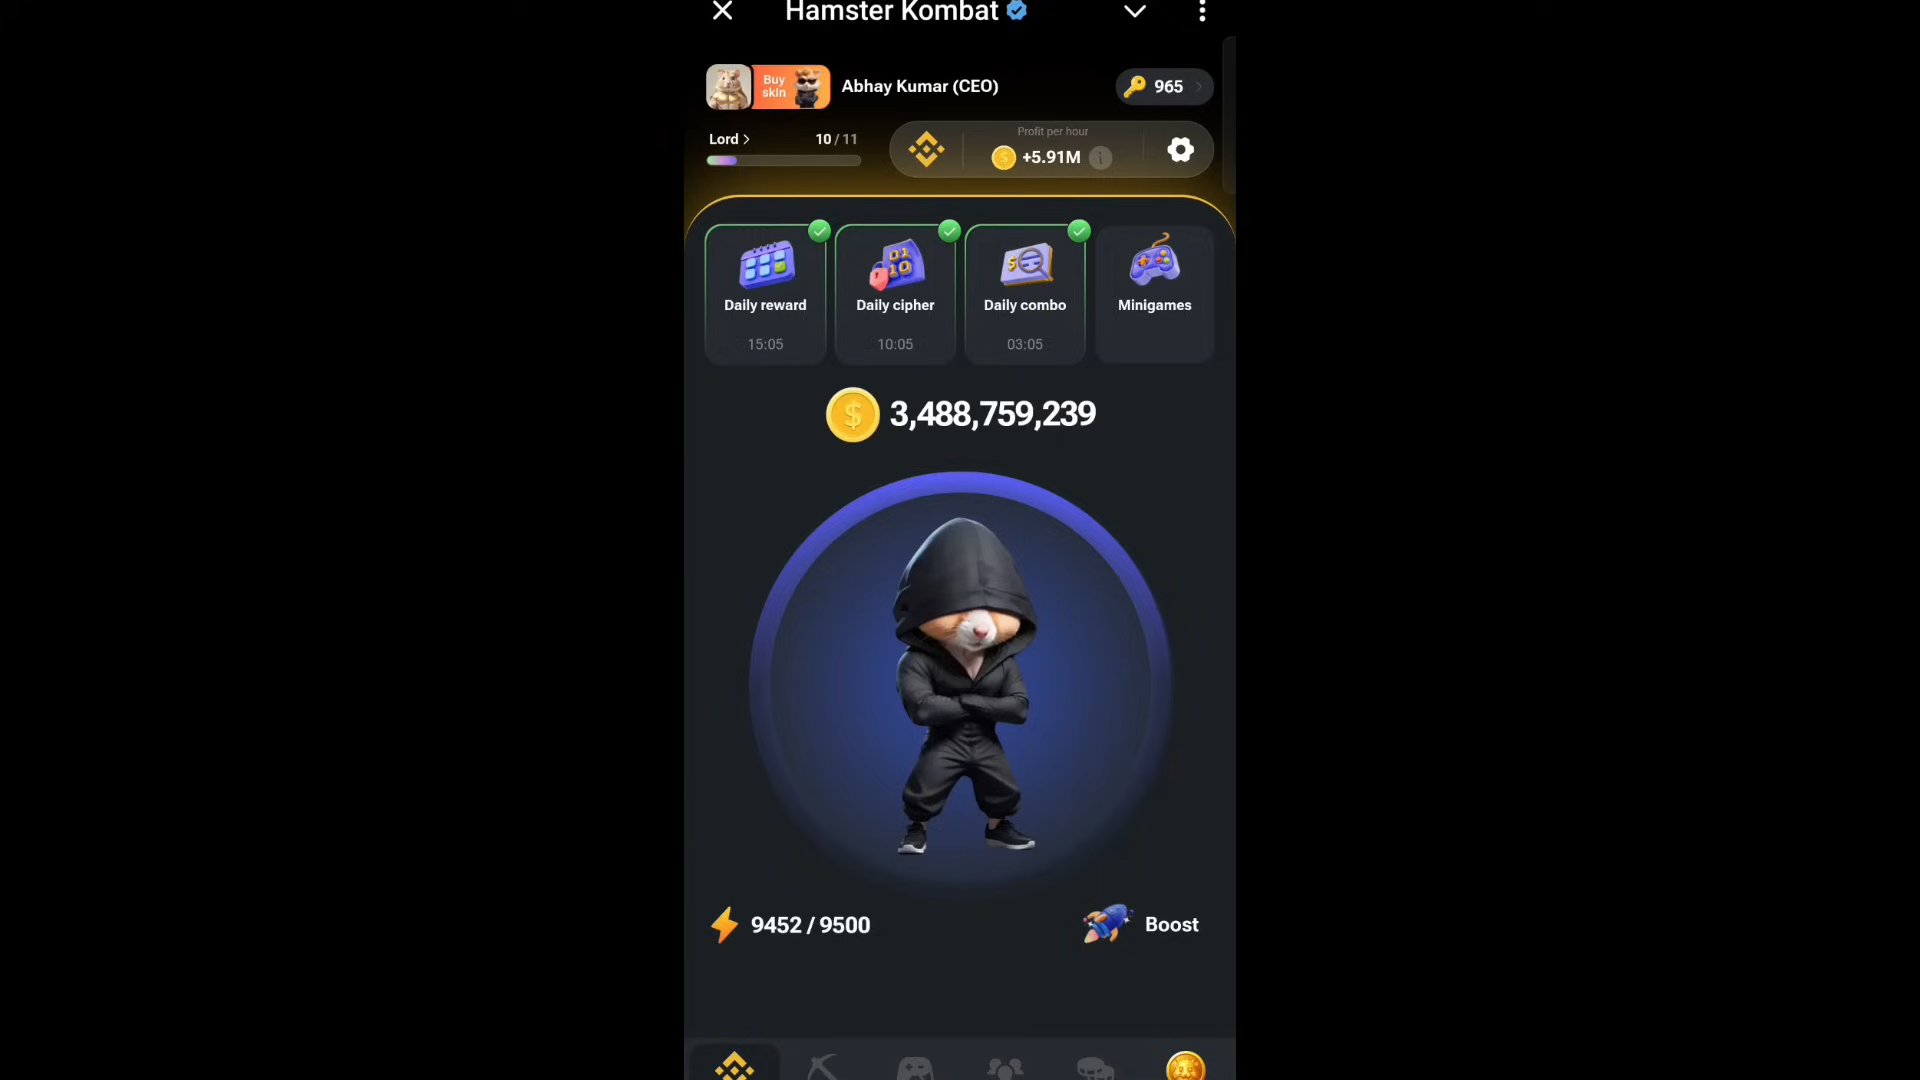 Hamster Kombat
Buy
skin
Abhay Kumar (CEO)
965
Lord >
10 / 11
Profit per hour
+5.91M
Daily reward
15:05
Daily cipher
10:05
Daily combo
03:05
Minigames
3,488,759,239
9452 / 9500
Boost